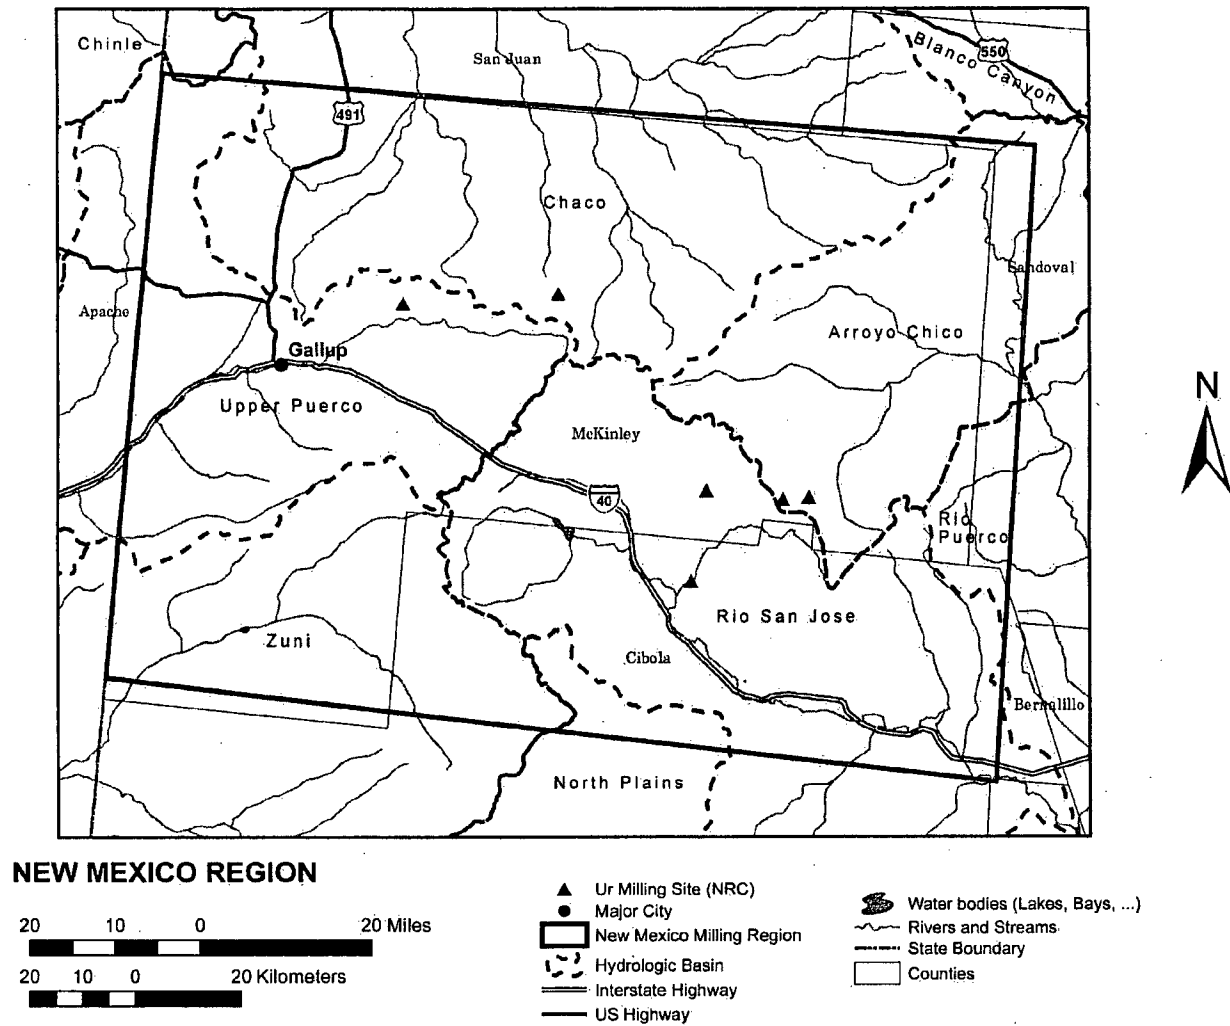 Chinle
San Juan
550
Blanco Canyon
491
Chaco
Sandoval
Apache
Arroyo Chico
Gallup
N
Upper Puerco
McKinley
40
Rio
Puerco
Rio San Jose
Zuni
Cibola
Bernalillo
North Plains
NEW MEXICO REGION
20 10 0 20 Miles
20 10 0 20 Kilometers
Ur Milling Site (NRC)
Major City
New Mexico Milling Region
Hydrologic Basin
Interstate Highway
US Highway
Water bodies (Lakes, Bays, ...)
Rivers and Streams
State Boundary
Counties